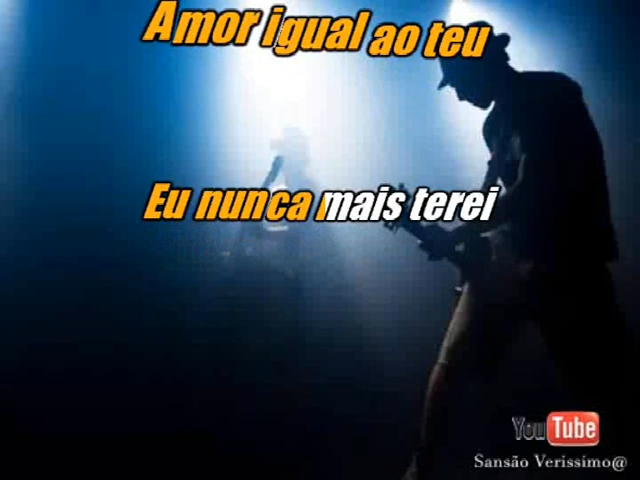 Amor igual ao teu
Eu nunca mais terei
YouTube
Sansão Verissimo@